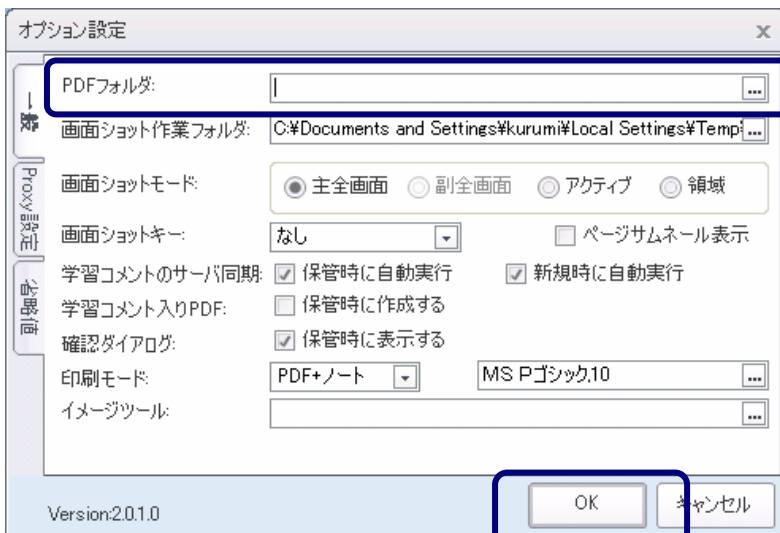 オプション設定
一般
Proxy設定
省略値
PDFフォルダ:
...
画面ショット作業フォルダ: C:¥Documents and Settings¥kurumi¥Local Settings¥Temp¥ ...
画面ショットモード: 主全画面 副全画面 アクティブ 領域
画面ショットキー: なし ページサムネール表示
学習コメントのサーバ同期: 保管時に自動実行 新規時に自動実行
学習コメント入りPDF: 保管時に作成する
確認ダイアログ: 保管時に表示する
印刷モード: PDF+ノート MS Pゴシック,10 ...
イメージツール: ...
Version:2.0.1.0 OK キャンセル